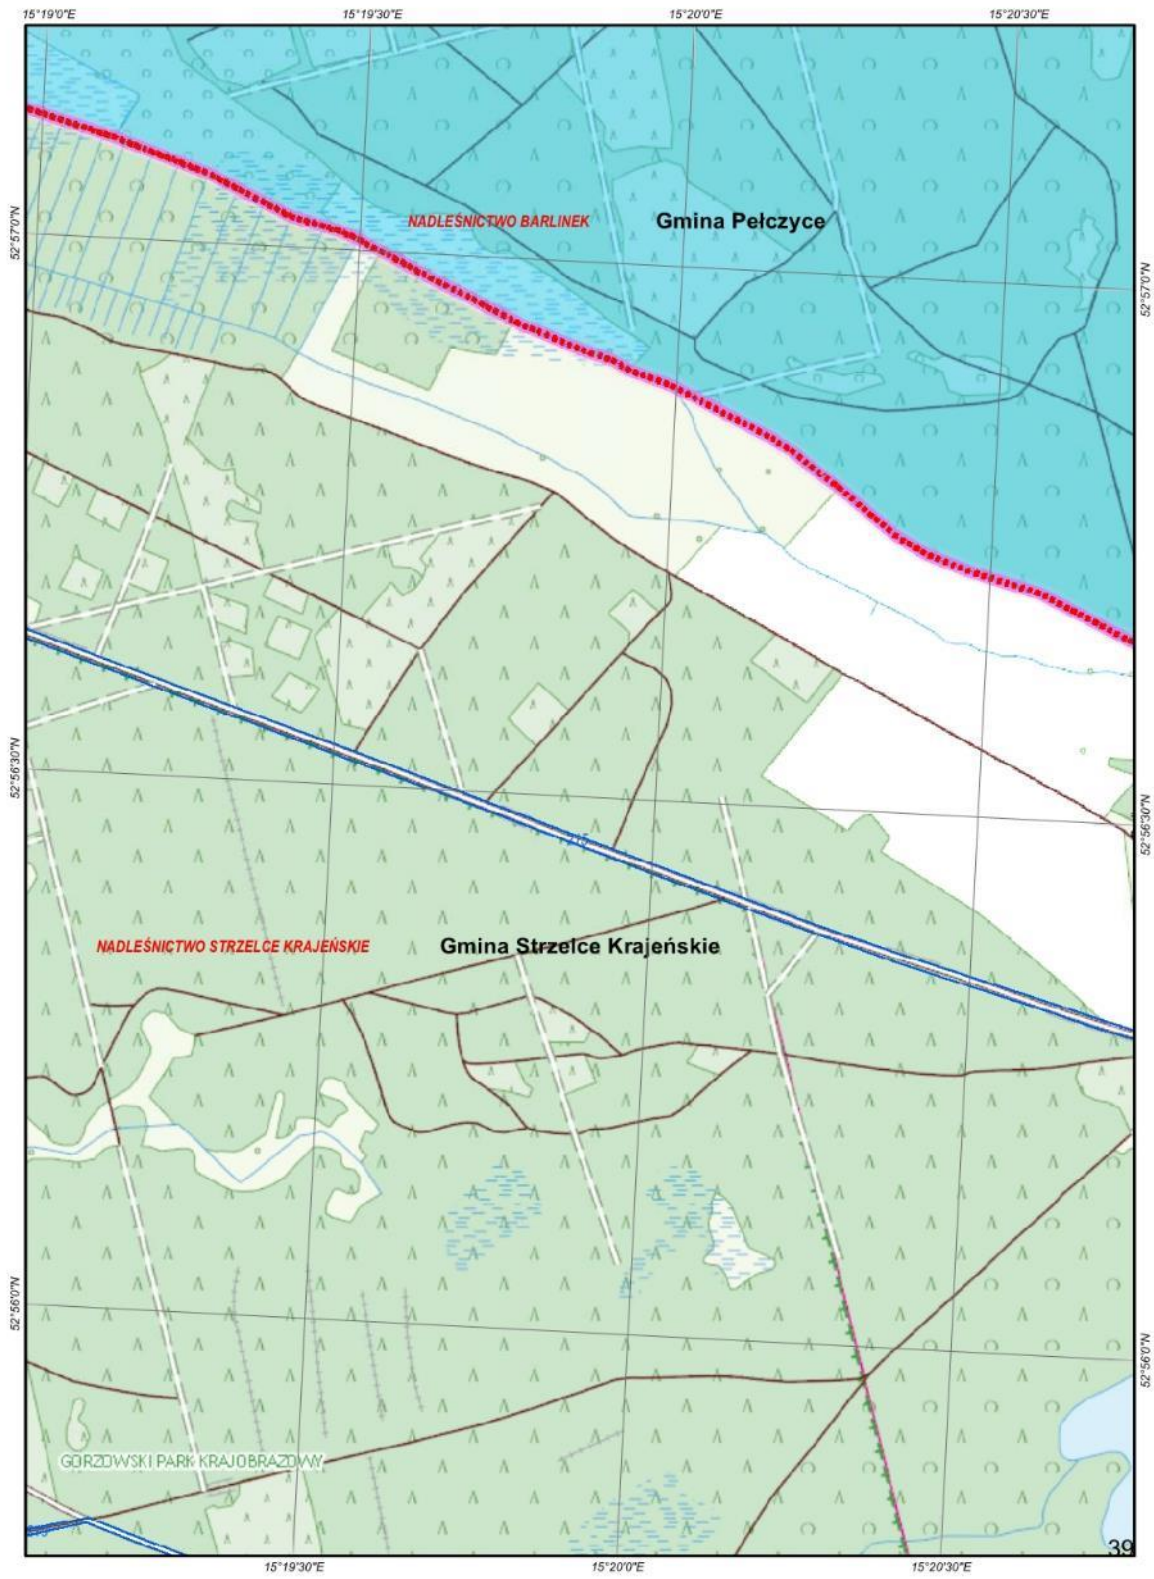 15°19'0"E 15°19'30"E 15°20'0"E 15°20'30"E
52°57'0"N
NADLEŚNICTWO BARLINEK
Gmina Pełczyce
52°57'0"N
52°56'30"N
52°56'30"N
NADLEŚNICTWO STRZELCE KRAJEŃSKIE
Gmina Strzelce Krajeńskie
52°56'0"N
52°56'0"N
GORZOWSKI PARK KRAJOBRAZOWY
39
15°19'30"E 15°20'0"E 15°20'30"E